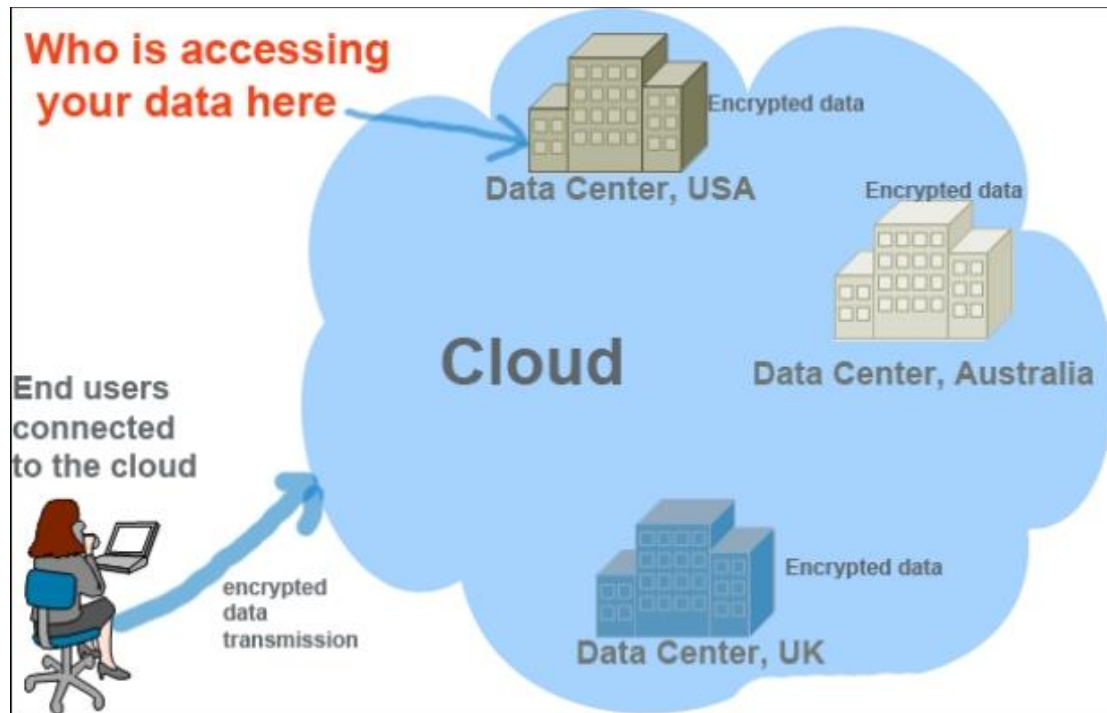 Who is accessing
your data here
Encrypted data
Data Center, USA
Encrypted data
Cloud
Data Center, Australia
End users
connected
to the cloud
encrypted
data
transmission
Encrypted data
Data Center, UK